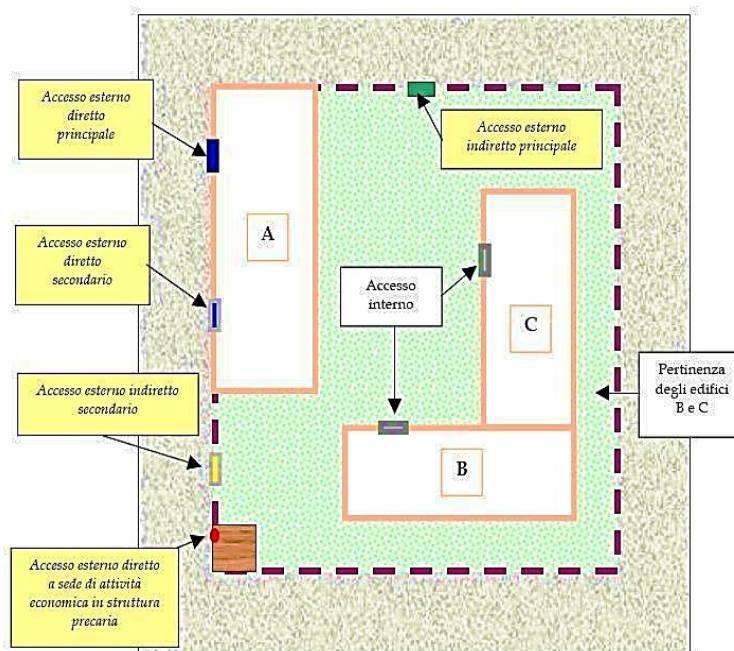 Accesso esterno
diretto
principale
Accesso esterno
indiretto principale
A
Accesso esterno
diretto
secondario
Accesso
interno
C
Pertinenza
degli edifici
B e C
Accesso esterno indiretto
secondario
B
Accesso esterno diretto
a sede di attività
economica in struttura
precaria